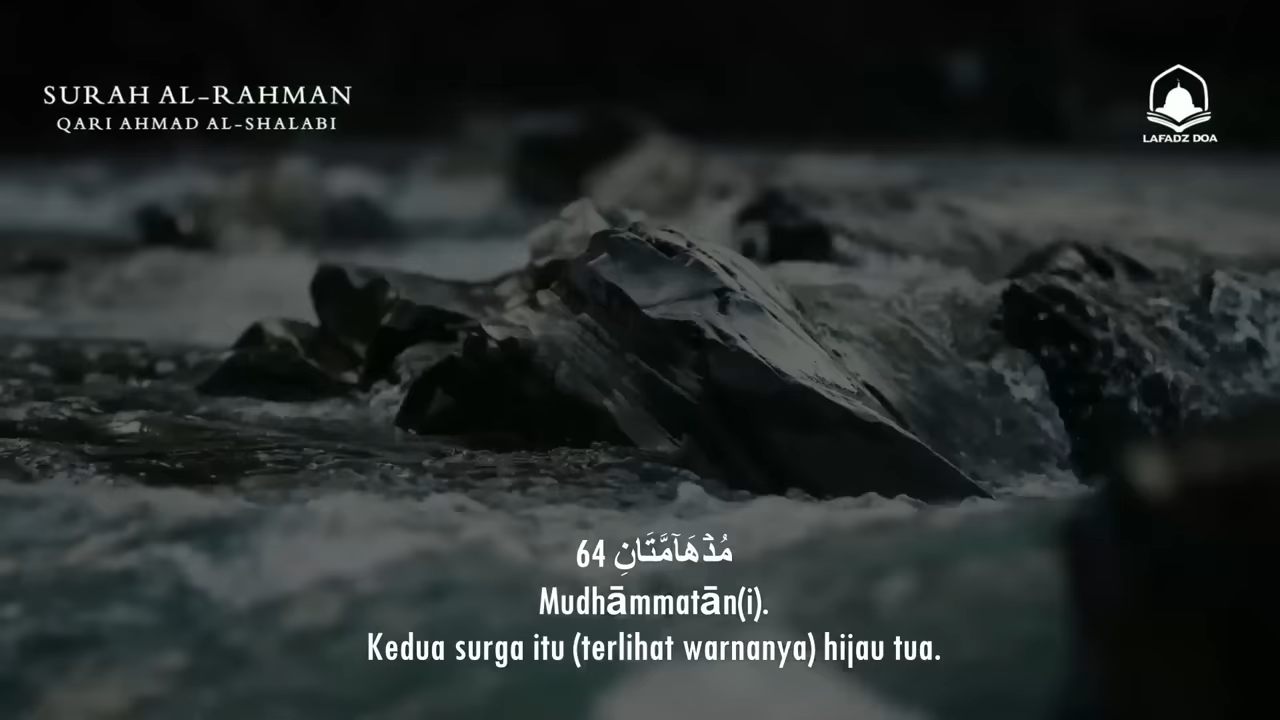 SURAH AL-RAHMAN
QARI AHMAD AL-SHALABI
LAFADZ DOA
مُدْهَآمَّتَانِ 64
Mudhāmmatān(i).
Kedua surga itu (terlihat warnanya) hijau tua.